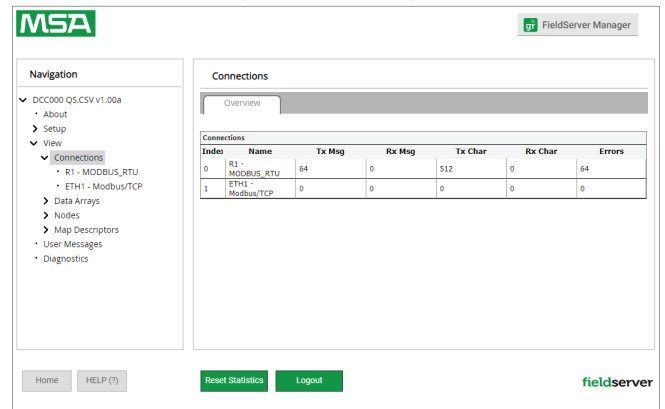 MSA
gr FieldServer Manager
Navigation
DCC000 QS.CSV v1.00a
About
Setup
View
Connections
R1 - MODBUS_RTU
ETH1 - Modbus/TCP
Data Arrays
Nodes
Map Descriptors
User Messages
Diagnostics
Connections
Overview
Connections
Index Name Tx Msg Rx Msg Tx Char Rx Char Errors
0 R1 - MODBUS_RTU 64 0 512 0 64
1 ETH1 - Modbus/TCP 0 0 0 0 0
Home HELP (?) Reset Statistics Logout fieldserver